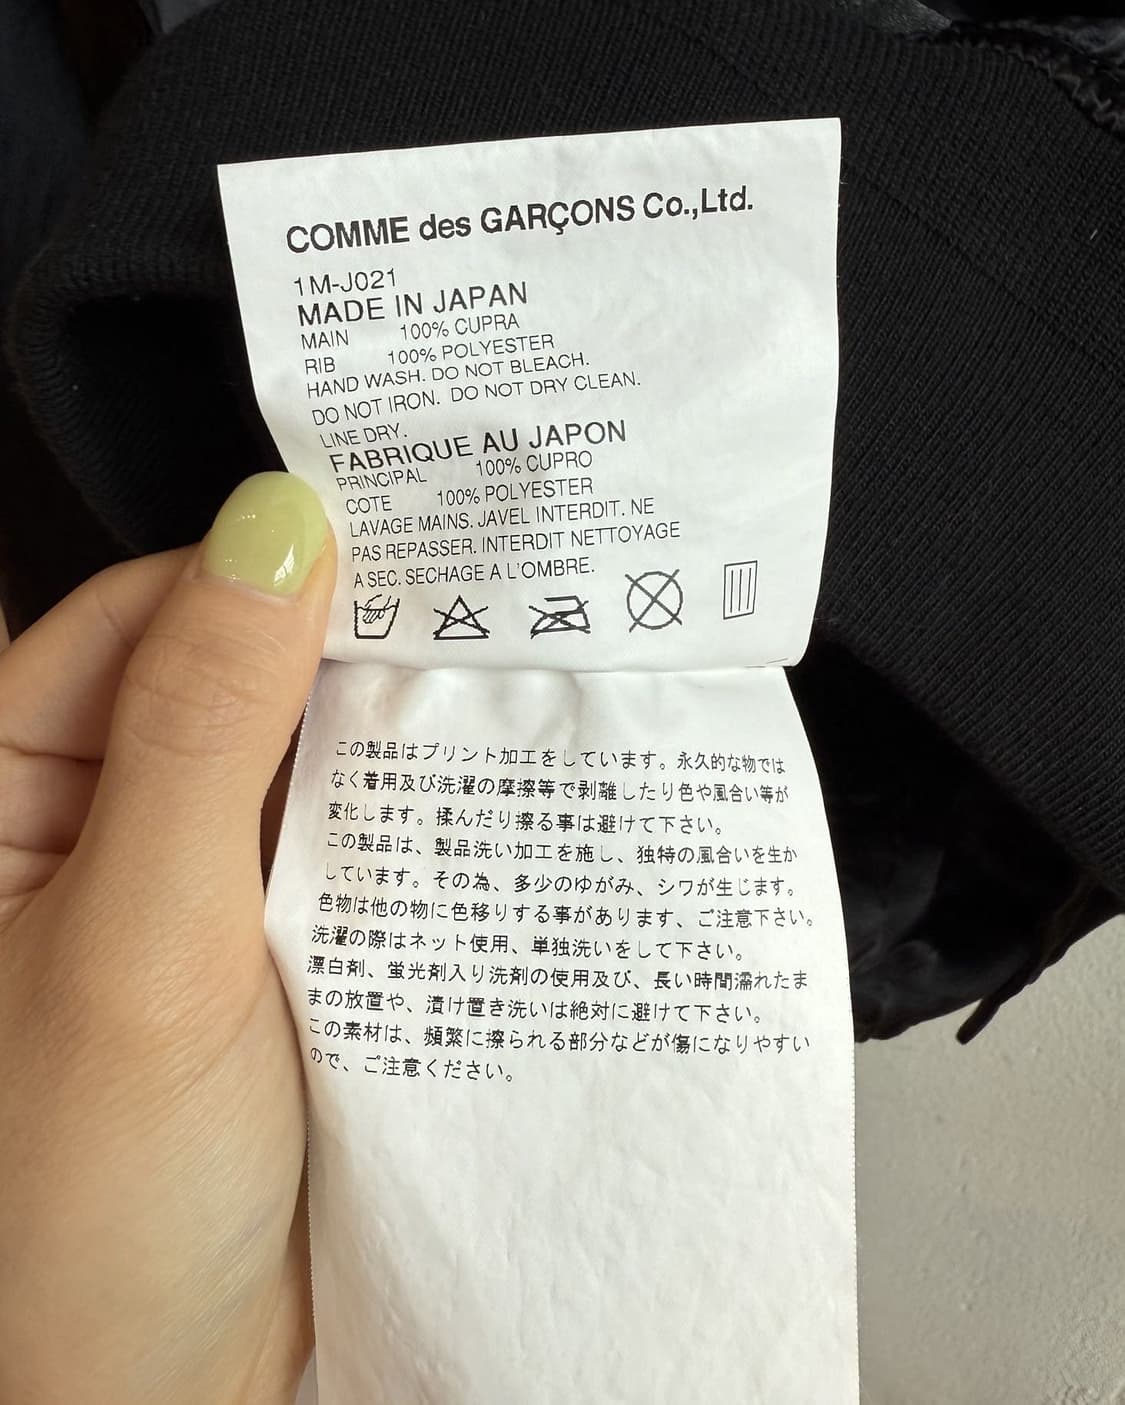 COMME des GARÇONS Co.,Ltd.
1M-J021
MADE IN JAPAN
MAIN 100% CUPRA
RIB 100% POLYESTER
HAND WASH. DO NOT BLEACH.
DO NOT IRON. DO NOT DRY CLEAN.
LINE DRY.
FABRIQUE AU JAPON
PRINCIPAL 100% CUPRO
COTE 100% POLYESTER
LAVAGE MAINS. JAVEL INTERDIT. NE
PAS REPASSER. INTERDIT NETTOYAGE
A SEC. SECHAGE A L'OMBRE.
この製品はプリント加工をしています。永久的な物では
なく着用及び洗濯の摩擦等で剥離したり色や風合い等が
変化します。揉んだり擦る事は避けて下さい。
この製品は、製品洗い加工を施し、独特の風合いを生か
しています。その為、多少のゆがみ、シワが生じます。
色物は他の物に色移りする事があります、ご注意下さい。
洗濯の際はネット使用、単独洗いをして下さい。
漂白剤、蛍光剤入り洗剤の使用及び、長い時間濡れたま
まの放置や、漬け置き洗いは絶対に避けて下さい。
この素材は、頻繁に擦られる部分などが傷になりやすい
ので、ご注意ください。